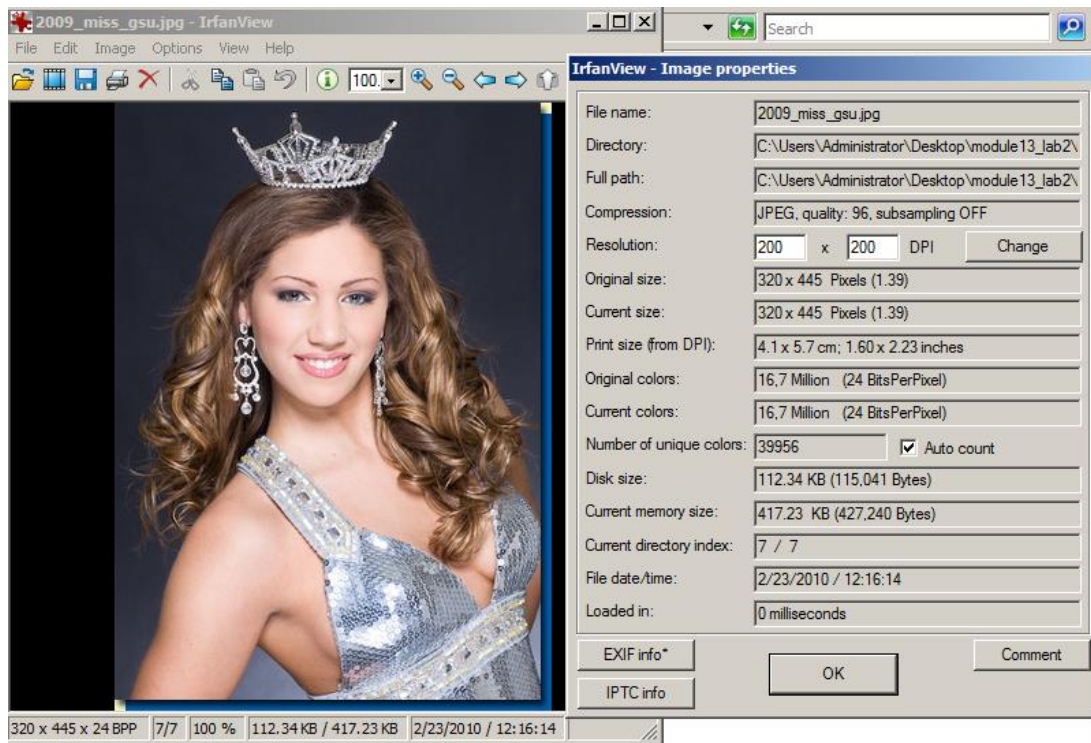 2009_miss_gsu.jpg - IrfanView
File Edit Image Options View Help
100.
Search
IrfanView - Image properties
File name: 2009_miss_gsu.jpg
Directory: C:\Users\Administrator\Desktop\module13_lab2\
Full path: C:\Users\Administrator\Desktop\module13_lab2\
Compression: JPEG, quality: 96, subsampling OFF
Resolution: 200 x 200 DPI Change
Original size: 320 x 445 Pixels (1.39)
Current size: 320 x 445 Pixels (1.39)
Print size (from DPI): 4.1 x 5.7 cm; 1.60 x 2.23 inches
Original colors: 16,7 Million (24 BitsPerPixel)
Current colors: 16,7 Million (24 BitsPerPixel)
Number of unique colors: 39956 Auto count
Disk size: 112.34 KB (115,041 Bytes)
Current memory size: 417.23 KB (427,240 Bytes)
Current directory index: 7 / 7
File date/time: 2/23/2010 / 12:16:14
Loaded in: 0 milliseconds
EXIF info* OK Comment
IPTC info
320 x 445 x 24 BPP 7/7 100 % 112.34 KB / 417.23 KB 2/23/2010 / 12:16:14